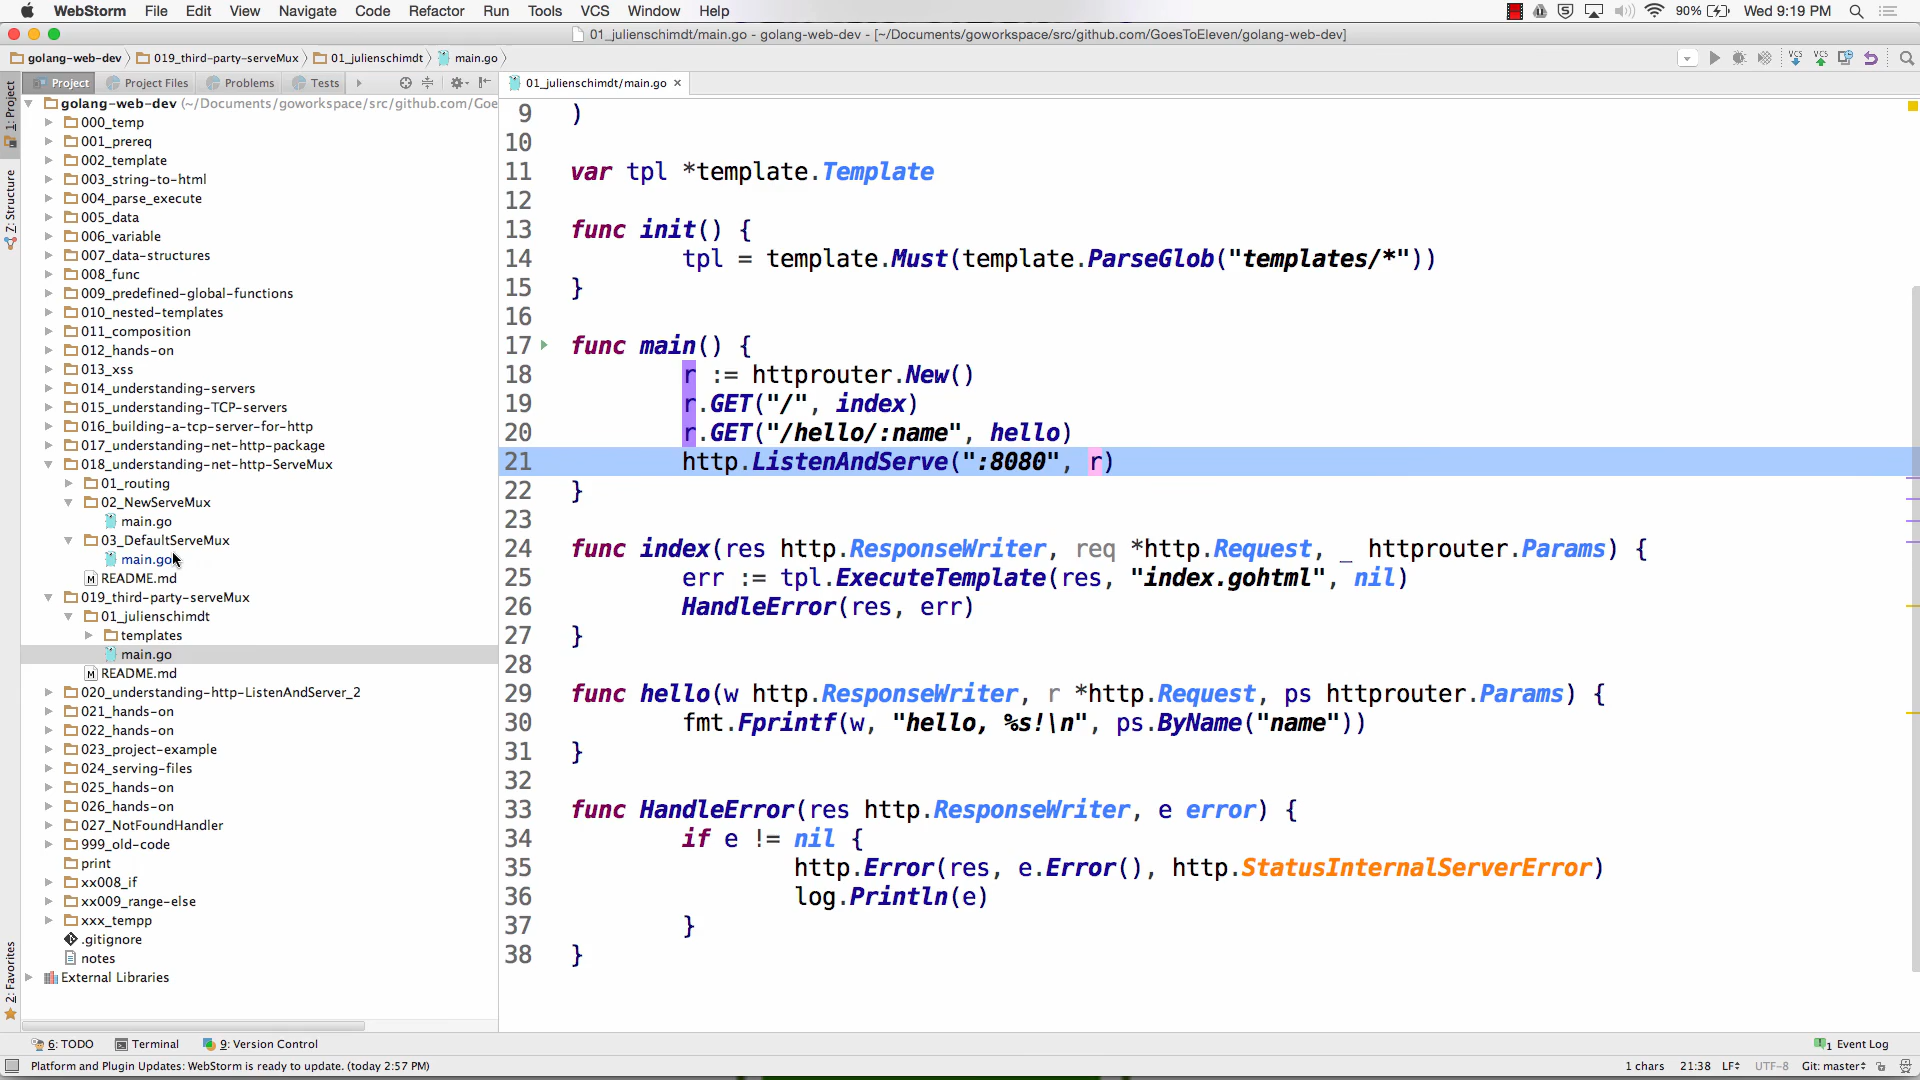 WebStorm File Edit View Navigate Code Refactor Run Tools VCS Window Help 90% Wed 9:19 PM
01_julienschimdt/main.go - golang-web-dev - [~/Documents/goworkspace/src/github.com/GoesToEleven/golang-web-dev]
golang-web-dev 019_third-party-serveMux 01_julienschimdt main.go
Project Project Files Problems Tests 01_julienschimdt/main.go
1: Project
Z: Structure
2: Favorites
golang-web-dev (~/Documents/goworkspace/src/github.com/Goe
000_temp
001_prereq
002_template
003_string-to-html
004_parse_execute
005_data
006_variable
007_data-structures
008_func
009_predefined-global-functions
010_nested-templates
011_composition
012_hands-on
013_xss
014_understanding-servers
015_understanding-TCP-servers
016_building-a-tcp-server-for-http
017_understanding-net-http-package
018_understanding-net-http-ServeMux
01_routing
02_NewServeMux
main.go
03_DefaultServeMux
main.go
README.md
019_third-party-serveMux
01_julienschimdt
templates
main.go
README.md
020_understanding-http-ListenAndServer_2
021_hands-on
022_hands-on
023_project-example
024_serving-files
025_hands-on
026_hands-on
027_NotFoundHandler
999_old-code
print
xx008_if
xx009_range-else
xxx_tempp
.gitignore
notes
External Libraries
9 )
10
11 var tpl *template.Template
12
13 func init() {
14 tpl = template.Must(template.ParseGlob("templates/*"))
15 }
16
17 func main() {
18 r := httprouter.New()
19 r.GET("/", index)
20 r.GET("/hello/:name", hello)
21 http.ListenAndServe(":8080", r)
22 }
23
24 func index(res http.ResponseWriter, req *http.Request, _ httprouter.Params) {
25 err := tpl.ExecuteTemplate(res, "index.gohtml", nil)
26 HandleError(res, err)
27 }
28
29 func hello(w http.ResponseWriter, r *http.Request, ps httprouter.Params) {
30 fmt.Fprintf(w, "hello, %s!\n", ps.ByName("name"))
31 }
32
33 func HandleError(res http.ResponseWriter, e error) {
34 if e != nil {
35 http.Error(res, e.Error(), http.StatusInternalServerError)
36 log.Println(e)
37 }
38 }
6: TODO Terminal 9: Version Control 1 Event Log
Platform and Plugin Updates: WebStorm is ready to update. (today 2:57 PM) 1 chars 21:38 LF UTF-8 Git: master